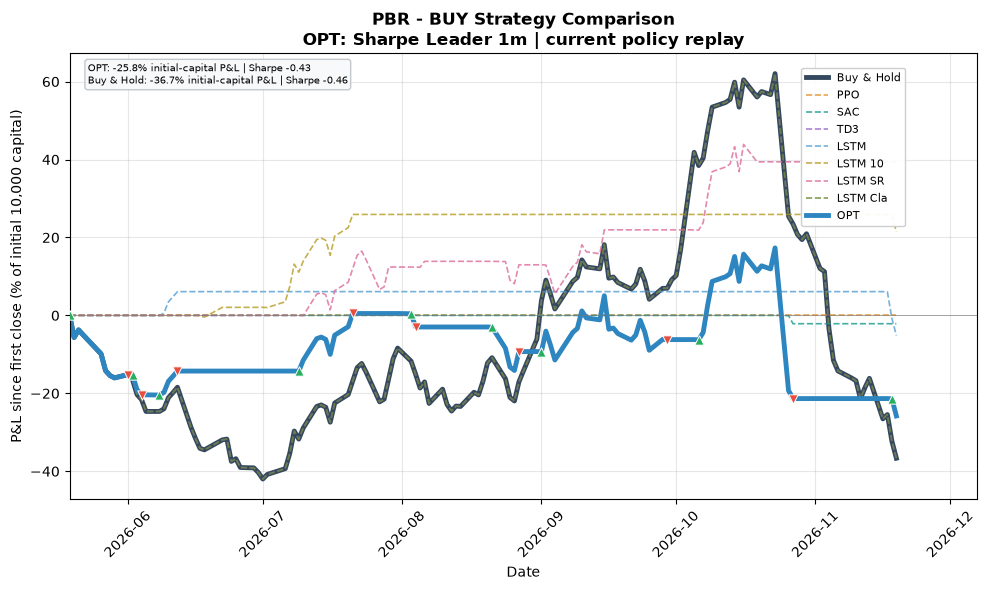 PBR - BUY Strategy Comparison
OPT: Sharpe Leader 1m | current policy replay
OPT: -25.8% initial-capital P&L | Sharpe -0.43
Buy & Hold: -36.7% initial-capital P&L | Sharpe -0.46
Buy & Hold
PPO
SAC
TD3
LSTM
LSTM 10
LSTM SR
LSTM Cla
OPT
P&L since first close (% of initial 10,000 capital)
60
40
20
0
−20
−40
2026-06
2026-07
2026-08
2026-09
2026-10
2026-11
2026-12
Date